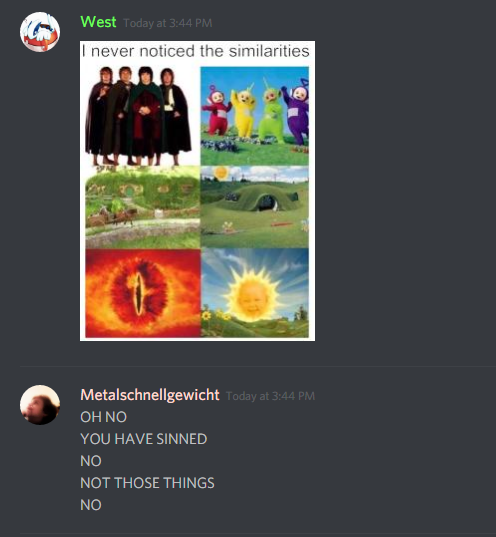 West Today at 3:44 PM
I never noticed the similarities
Metalschnellgewicht Today at 3:44 PM
OH NO
YOU HAVE SINNED
NO
NOT THOSE THINGS
NO